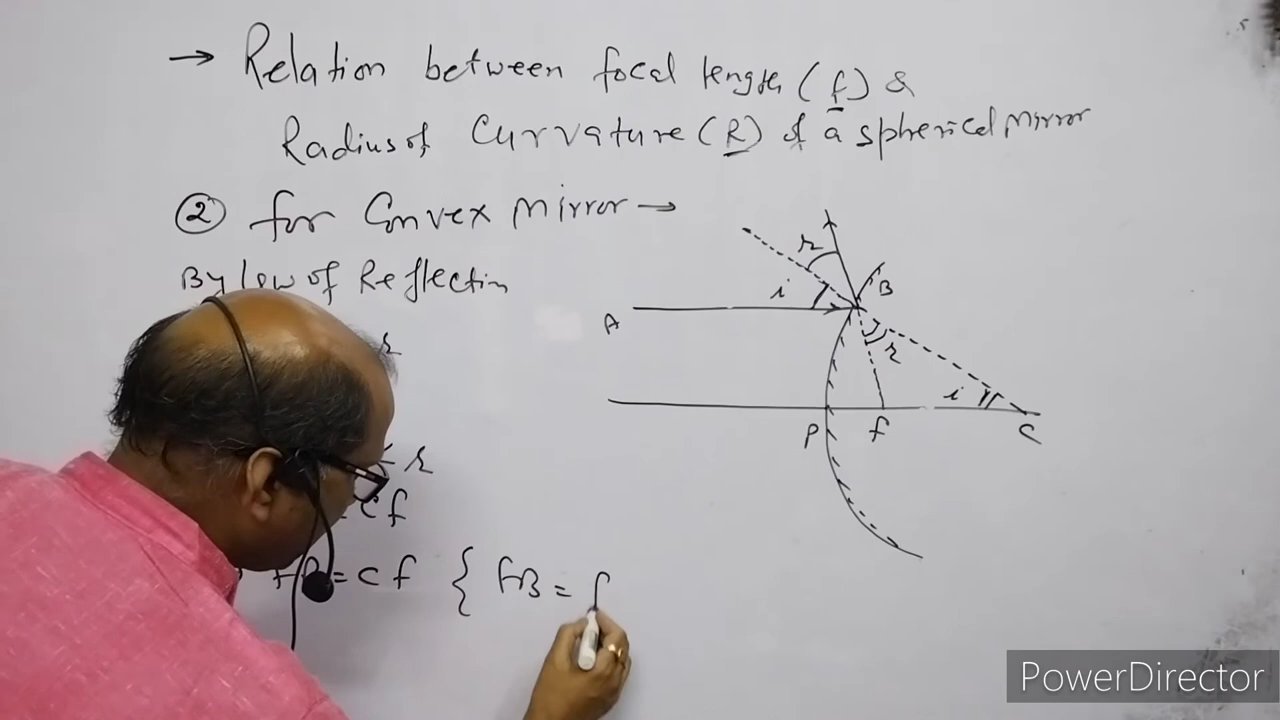 → Relation between focal length (f) &
Radius of Curvature (R) of a spherical mirror
② for Convex mirror →
By law of Reflection
r
r
= cf
= cf { fB = f
A
i
r
B
r
i
P
f
C
PowerDirector